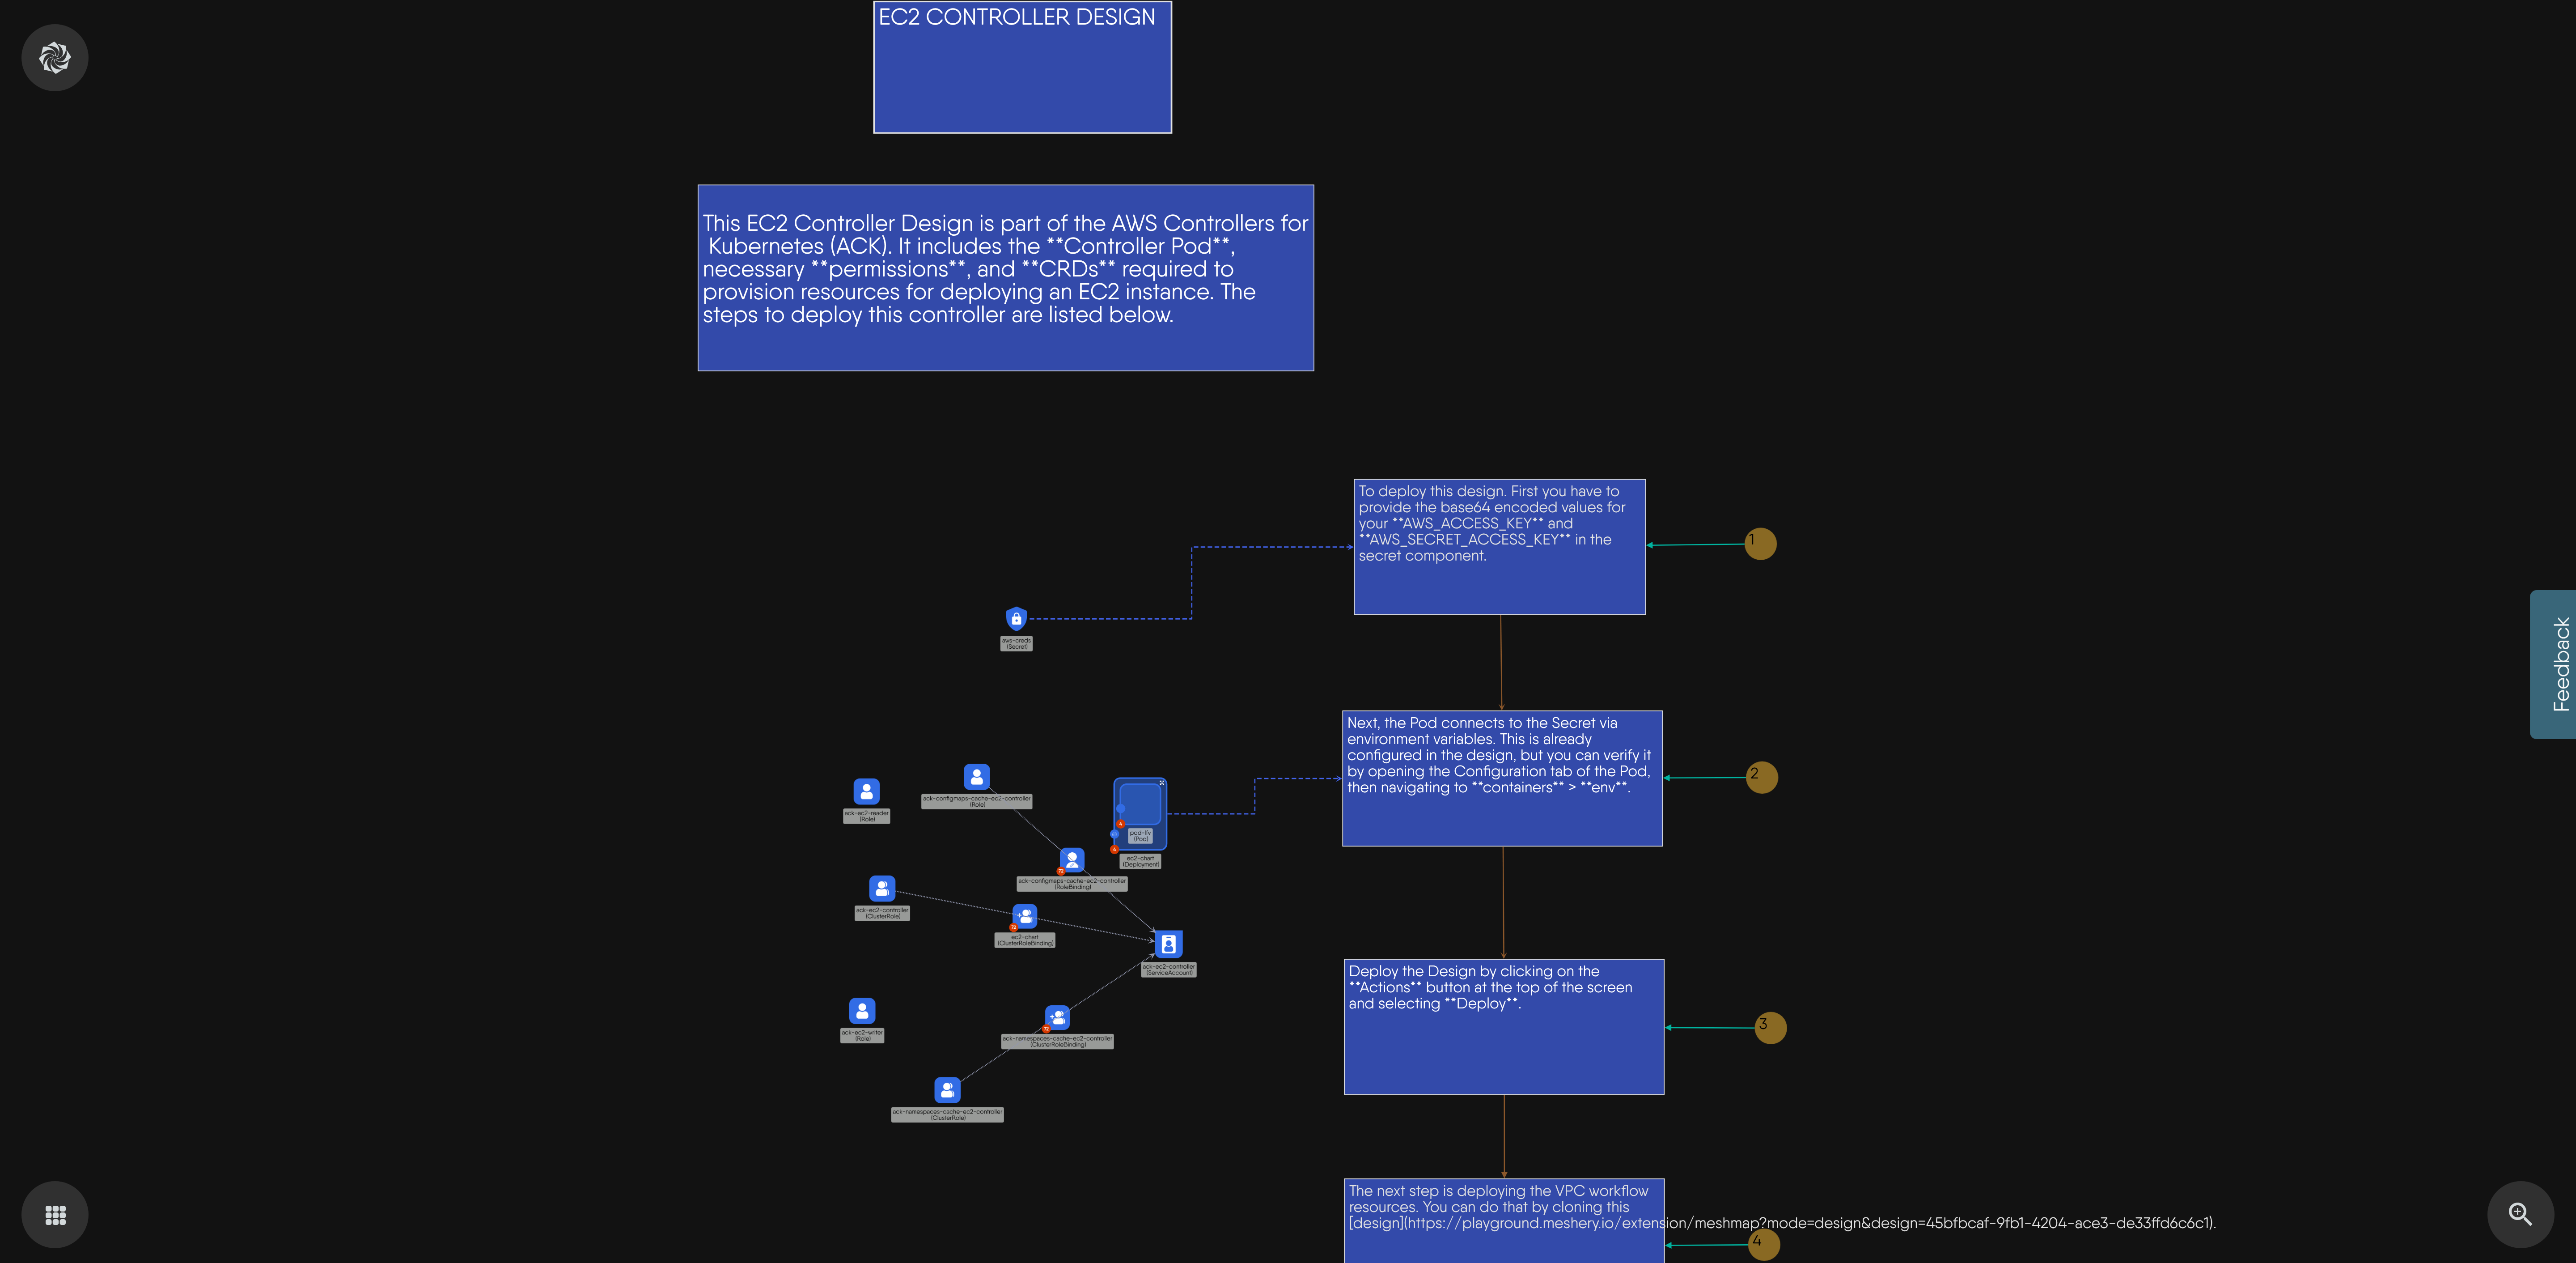 EC2 CONTROLLER DESIGN
This EC2 Controller Design is part of the AWS Controllers for
Kubernetes (ACK). It includes the **Controller Pod**,
necessary **permissions**, and **CRDs** required to
provision resources for deploying an EC2 instance. The
steps to deploy this controller are listed below.
To deploy this design. First you have to
provide the base64 encoded values for
your **AWS_ACCESS_KEY** and
**AWS_SECRET_ACCESS_KEY** in the
secret component.
1
aws-creds
(Secret)
Feedback
Next, the Pod connects to the Secret via
environment variables. This is already
configured in the design, but you can verify it
by opening the Configuration tab of the Pod,
then navigating to **containers** > **env**.
2
ack-configmaps-cache-ec2-controller
(Role)
ack-ec2-reader
(Role)
4
(Pod)
4
ec2-chart
(Deployment)
72
ack-configmaps-cache-ec2-controller
(RoleBinding)
ack-ec2-controller
(ClusterRole)
72
ec2-chart
(ClusterRoleBinding)
ack-ec2-controller
(ServiceAccount)
Deploy the Design by clicking on the
**Actions** button at the top of the screen
and selecting **Deploy**.
3
ack-ec2-writer
(Role)
72
ack-namespaces-cache-ec2-controller
(ClusterRoleBinding)
ack-namespaces-cache-ec2-controller
(ClusterRole)
The next step is deploying the VPC workflow
resources. You can do that by cloning this
[design](https://playground.meshery.io/extension/meshmap?mode=design&design=45bfbcaf-9fb1-4204-ace3-de33ffd6c6c1).
4